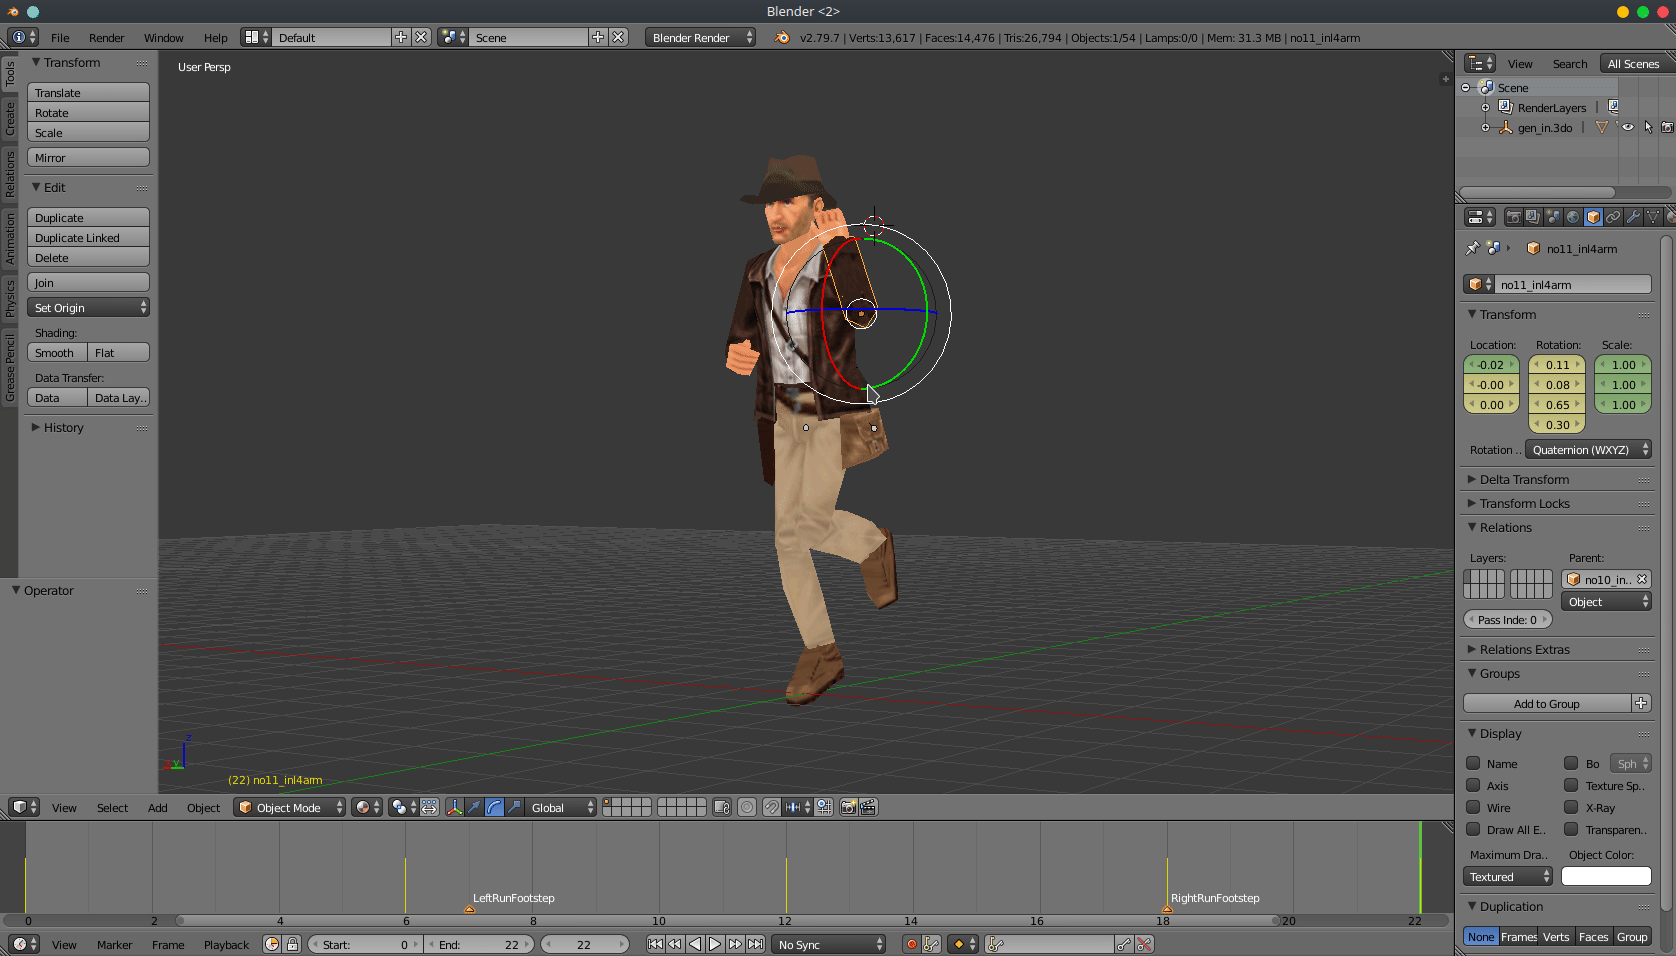 Blender <2>
File Render Window Help Default Scene Blender Render v2.79.7 | Verts:13,617 | Faces:14,476 | Tris:26,794 | Objects:1/54 | Lamps:0/0 | Mem: 31.3 MB | no11_inl4arm
Tools
Create
Relations
Animation
Physics
Grease Pencil
Transform
Translate
Rotate
Scale
Mirror
Edit
Duplicate
Duplicate Linked
Delete
Join
Set Origin
Shading:
Smooth Flat
Data Transfer:
Data Data Lay..
History
Operator
User Persp
z
x y
(22) no11_inl4arm
View Select Add Object Object Mode Global
LeftRunFootstep
RightRunFootstep
0 2 4 6 8 10 12 14 16 18 20 22
View Marker Frame Playback Start: 0 End: 22 22 No Sync
View Search All Scenes
Scene
RenderLayers |
gen_in.3do |
no11_inl4arm
no11_inl4arm
Transform
Location: Rotation: Scale:
-0.02 0.11 1.00
-0.00 0.08 1.00
0.00 0.65 1.00
0.30
Rotation .. Quaternion (WXYZ)
Delta Transform
Transform Locks
Relations
Layers: Parent:
no10_in..
Object
Pass Inde: 0
Relations Extras
Groups
Add to Group
Display
Name Bo Sph
Axis Texture Sp..
Wire X-Ray
Draw All E.. Transparen..
Maximum Dra.. Object Color:
Textured
Duplication
None Frames Verts Faces Group